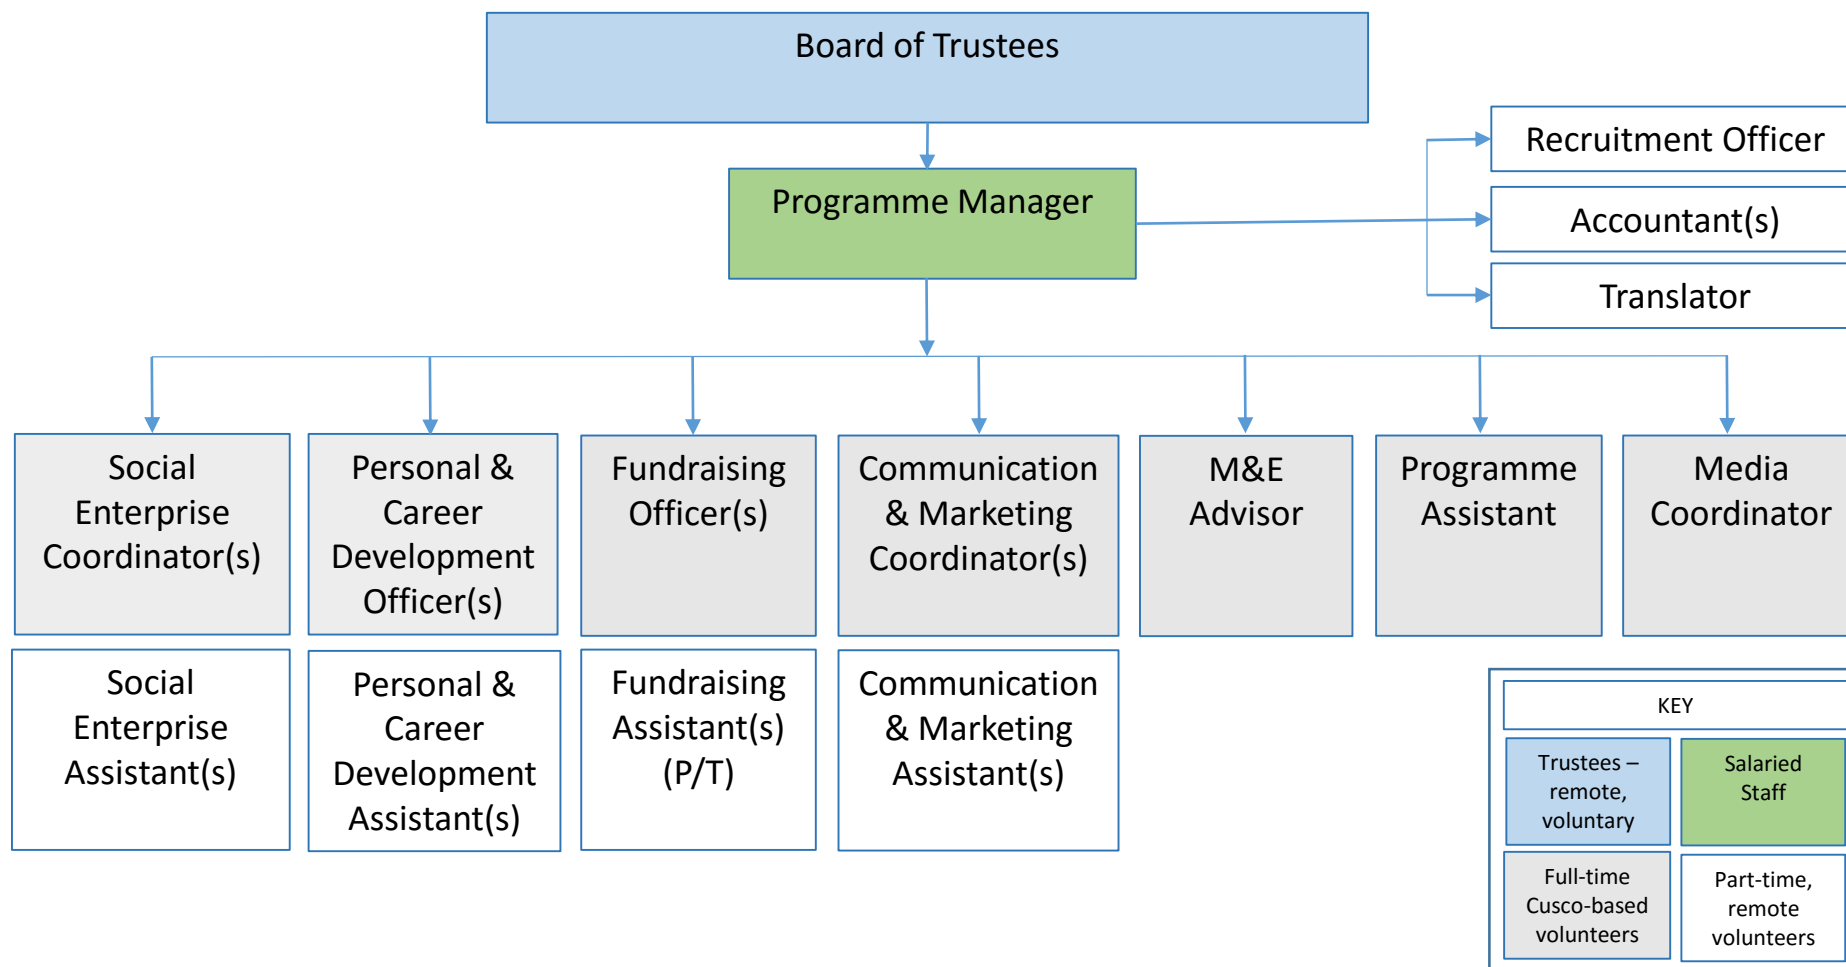 Board of Trustees
Programme Manager
Recruitment Officer
Accountant(s)
Translator
Social
Enterprise
Coordinator(s)
Personal &
Career
Development
Officer(s)
Fundraising
Officer(s)
Communication
& Marketing
Coordinator(s)
M&E
Advisor
Programme
Assistant
Media
Coordinator
Social
Enterprise
Assistant(s)
Personal &
Career
Development
Assistant(s)
Fundraising
Assistant(s)
(P/T)
Communication
& Marketing
Assistant(s)
KEY
Trustees –
remote,
voluntary
Salaried
Staff
Full-time
Cusco-based
volunteers
Part-time,
remote
volunteers